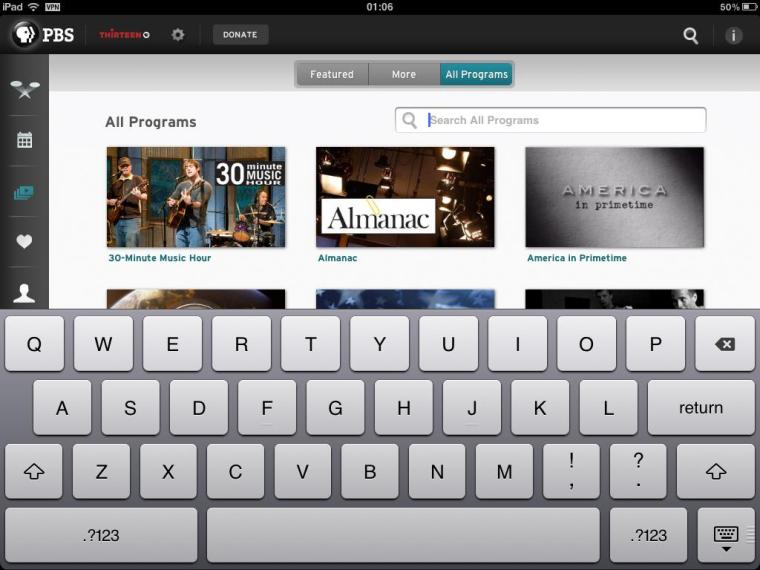 iPad VPN 01:06 50%
PBS THIRTEEN DONATE i
Featured More All Programs
All Programs Search All Programs
30 minute MUSIC HOUR Almanac AMERICA in primetime
30-Minute Music Hour Almanac America in Primetime
Q W E R T Y U I O P
A S D F G H J K L return
Z X C V B N M ! , ? .
.?123 .?123